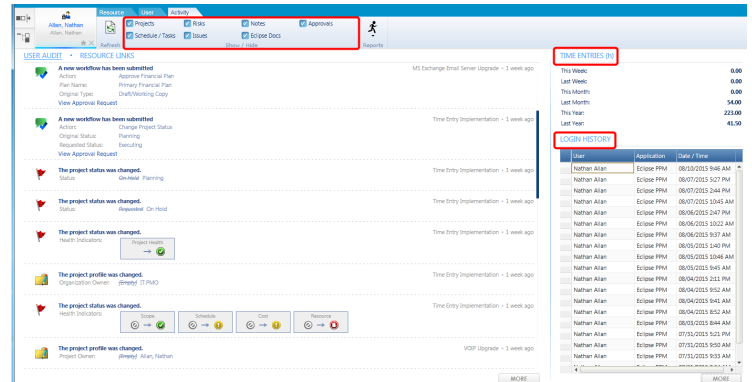 Resource User Activity
Allen, Nathan
Allen, Nathan
Refresh
Projects Risks Notes Approvals
Schedule / Tasks Issues Eclipse Docs
Show / Hide
Reports
USER AUDIT • RESOURCE LINKS
A new workflow has been submitted MS Exchange Email Server Upgrade • 1 week ago
Action: Approve Financial Plan
Plan Name: Primary Financial Plan
Original Type: Draft/Working Copy
View Approval Request
A new workflow has been submitted Time Entry Implementation • 1 week ago
Action: Change Project Status
Original Status: Planning
Requested Status: Executing
View Approval Request
The project status was changed. Time Entry Implementation • 1 week ago
Status: On Hold Planning
The project status was changed. Time Entry Implementation • 1 week ago
Status: Requested On Hold
The project status was changed. Time Entry Implementation • 1 week ago
Health Indicators: Project Health
The project profile was changed. Time Entry Implementation • 1 week ago
Organization Owner: (Empty) IT PMO
The project status was changed. Time Entry Implementation • 1 week ago
Health Indicators: Scope Schedule Cost Resource
The project profile was changed. VOIP Upgrade • 1 week ago
Project Owner: (Empty) Allan, Nathan
MORE
TIME ENTRIES (h)
This Week: 0.00
Last Week: 0.00
This Month: 0.00
Last Month: 54.00
This Year: 223.00
Last Year: 41.50
LOGIN HISTORY
User Application Date / Time
Nathan Allan Eclipse PPM 08/10/2015 9:46 AM
Nathan Allan Eclipse PPM 08/07/2015 5:27 PM
Nathan Allan Eclipse PPM 08/07/2015 2:44 PM
Nathan Allan Eclipse PPM 08/07/2015 10:45 AM
Nathan Allan Eclipse PPM 08/06/2015 2:47 PM
Nathan Allan Eclipse PPM 08/06/2015 10:22 AM
Nathan Allan Eclipse PPM 08/06/2015 9:37 AM
Nathan Allan Eclipse PPM 08/05/2015 1:40 PM
Nathan Allan Eclipse PPM 08/05/2015 10:46 AM
Nathan Allan Eclipse PPM 08/05/2015 9:45 AM
Nathan Allan Eclipse PPM 08/04/2015 2:11 PM
Nathan Allan Eclipse PPM 08/04/2015 9:52 AM
Nathan Allan Eclipse PPM 08/04/2015 9:41 AM
Nathan Allan Eclipse PPM 08/04/2015 8:52 AM
Nathan Allan Eclipse PPM 08/03/2015 8:44 AM
Nathan Allan Eclipse PPM 07/31/2015 5:21 PM
Nathan Allan Eclipse PPM 07/31/2015 9:50 AM
Nathan Allan Eclipse PPM 07/31/2015 9:33 AM
MORE